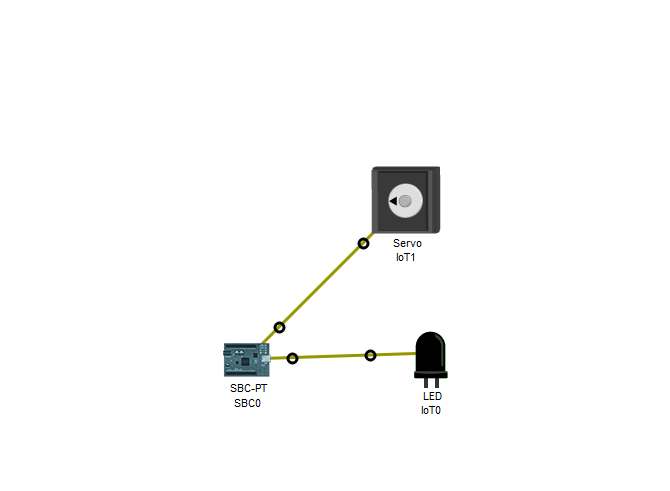 Servo
IoT1
SBC-PT
SBC0
LED
IoT0